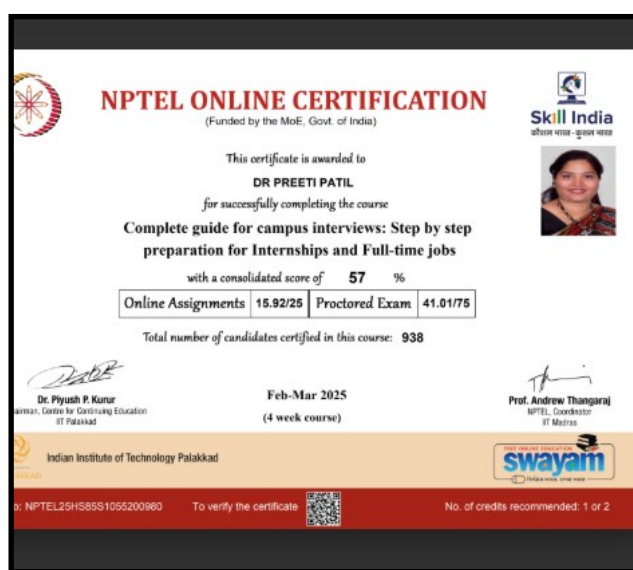 NPTEL ONLINE CERTIFICATION
(Funded by the MoE, Govt. of India)
Skill India
कौशल भारत - कुशल भारत
This certificate is awarded to
DR PREETI PATIL
for successfully completing the course
Complete guide for campus interviews: Step by step
preparation for Internships and Full-time jobs
with a consolidated score of 57 %
Online Assignments 15.92/25 Proctored Exam 41.01/75
Total number of candidates certified in this course: 938
Dr. Piyush P. Kurur
airman, Centre for Continuing Education
IIT Palakkad
Feb-Mar 2025
(4 week course)
Prof. Andrew Thangaraj
NPTEL, Coordinator
IIT Madras
Indian Institute of Technology Palakkad
FREE ONLINE EDUCATION
swayam
o: NPTEL25HS85S1055200980 To verify the certificate No. of credits recommended: 1 or 2